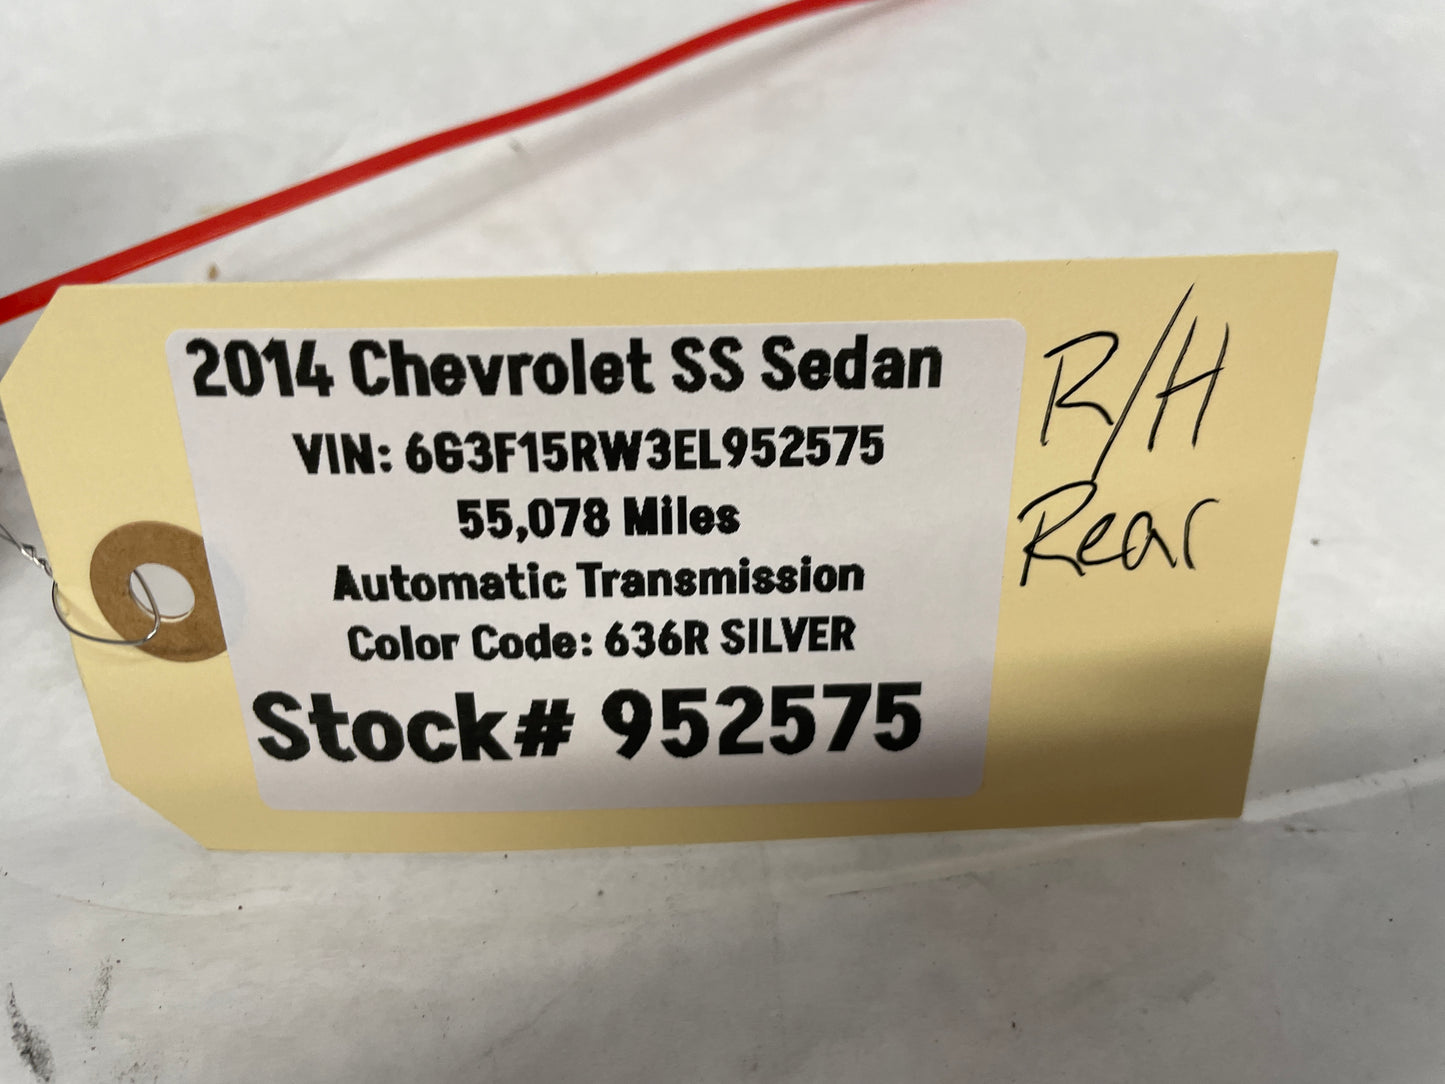 2014 Chevrolet SS Sedan
VIN: 6G3F15RW3EL952575
55,078 Miles
Automatic Transmission
Color Code: 636R SILVER
Stock# 952575
R/H
Rear